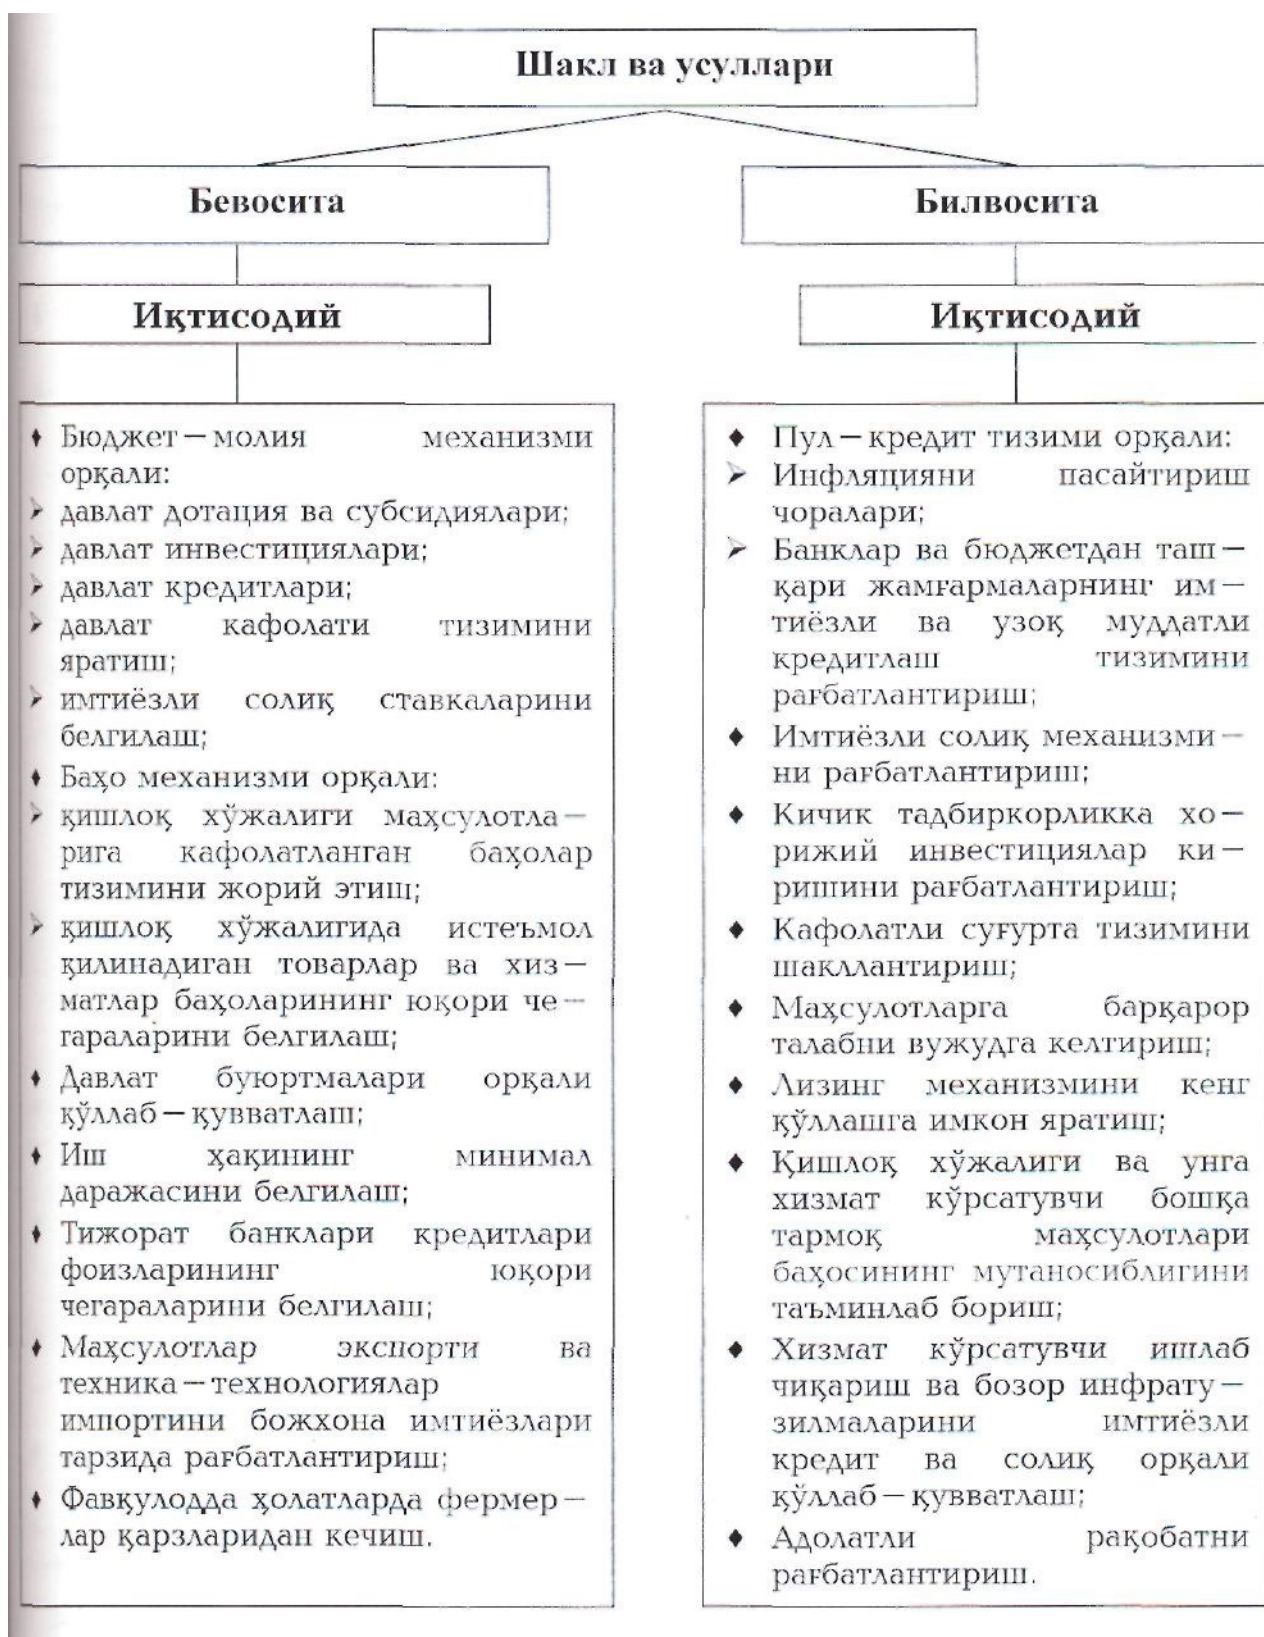 Шакл ва усуллари
Бевосита
Иқтисодий
♦ Бюджет — молия механизми
орқали:
➢ давлат дотация ва субсидиялари;
➢ давлат инвестициялари;
➢ давлат кредитлари;
➢ давлат кафолати тизимини
яратиш;
➢ имтиёзли солиқ ставкаларини
белгилаш;
♦ Баҳо механизми орқали:
➢ қишлоқ хўжалиги маҳсулотла —
рига кафолатланган баҳолар
тизимини жорий этиш;
➢ қишлоқ хўжалигида истеъмол
қилинадиган товарлар ва хиз —
матлар баҳоларининг юқори че —
гараларини белгилаш;
♦ Давлат буюртмалари орқали
қўллаб — қувватлаш;
♦ Иш ҳақининг минимал
даражасини белгилаш;
♦ Тижорат банклари кредитлари
фоизларининг юқори
чегараларини белгилаш;
♦ Маҳсулотлар экспорти ва
техника — технологиялар
импортини божхона имтиёзлари
тарзида рағбатлантириш;
♦ Фавқулодда ҳолатларда фермер —
лар қарзларидан кечиш.
Билвосита
Иқтисодий
♦ Пул — кредит тизими орқали:
➢ Инфляцияни пасайтириш
чоралари;
➢ Банклар ва бюджетдан таш —
қари жамғармаларнинг им —
тиёзли ва узоқ муддатли
кредитлаш тизимини
рағбатлантириш;
♦ Имтиёзли солиқ механизми —
ни рағбатлантириш;
♦ Кичик тадбиркорликка хо —
рижий инвестициялар ки —
ришини рағбатлантириш;
♦ Кафолатли суғурта тизимини
шакллантириш;
♦ Маҳсулотларга барқарор
талабни вужудга келтириш;
♦ Лизинг механизмини кенг
қўллашга имкон яратиш;
♦ Қишлоқ хўжалиги ва унга
хизмат кўрсатувчи бошқа
тармоқ маҳсулотлари
баҳосининг мутаносиблигини
таъминлаб бориш;
♦ Хизмат кўрсатувчи ишлаб
чиқариш ва бозор инфрату —
зилмаларини имтиёзли
кредит ва солиқ орқали
қўллаб — қувватлаш;
♦ Адолатли рақобатни
рағбатлантириш.